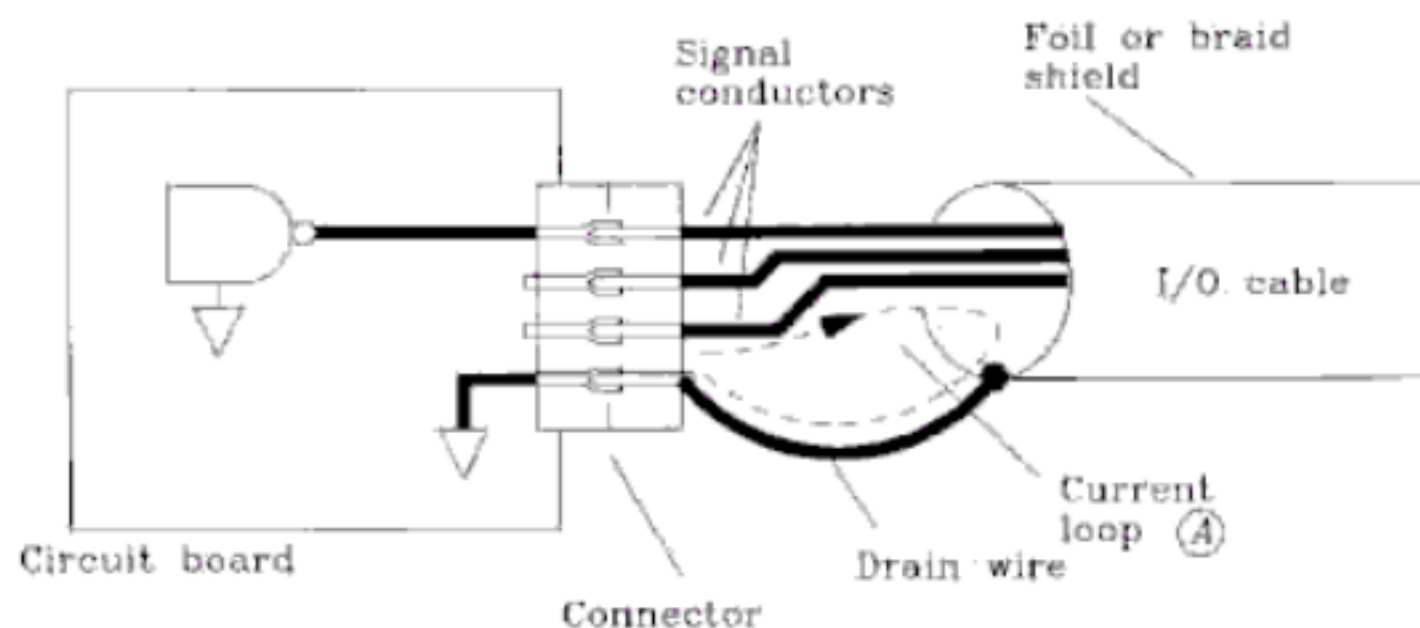 Signal
conductors
Foil or braid
shield
I/O cable
Current
loop A
Drain wire
Circuit board
Connector